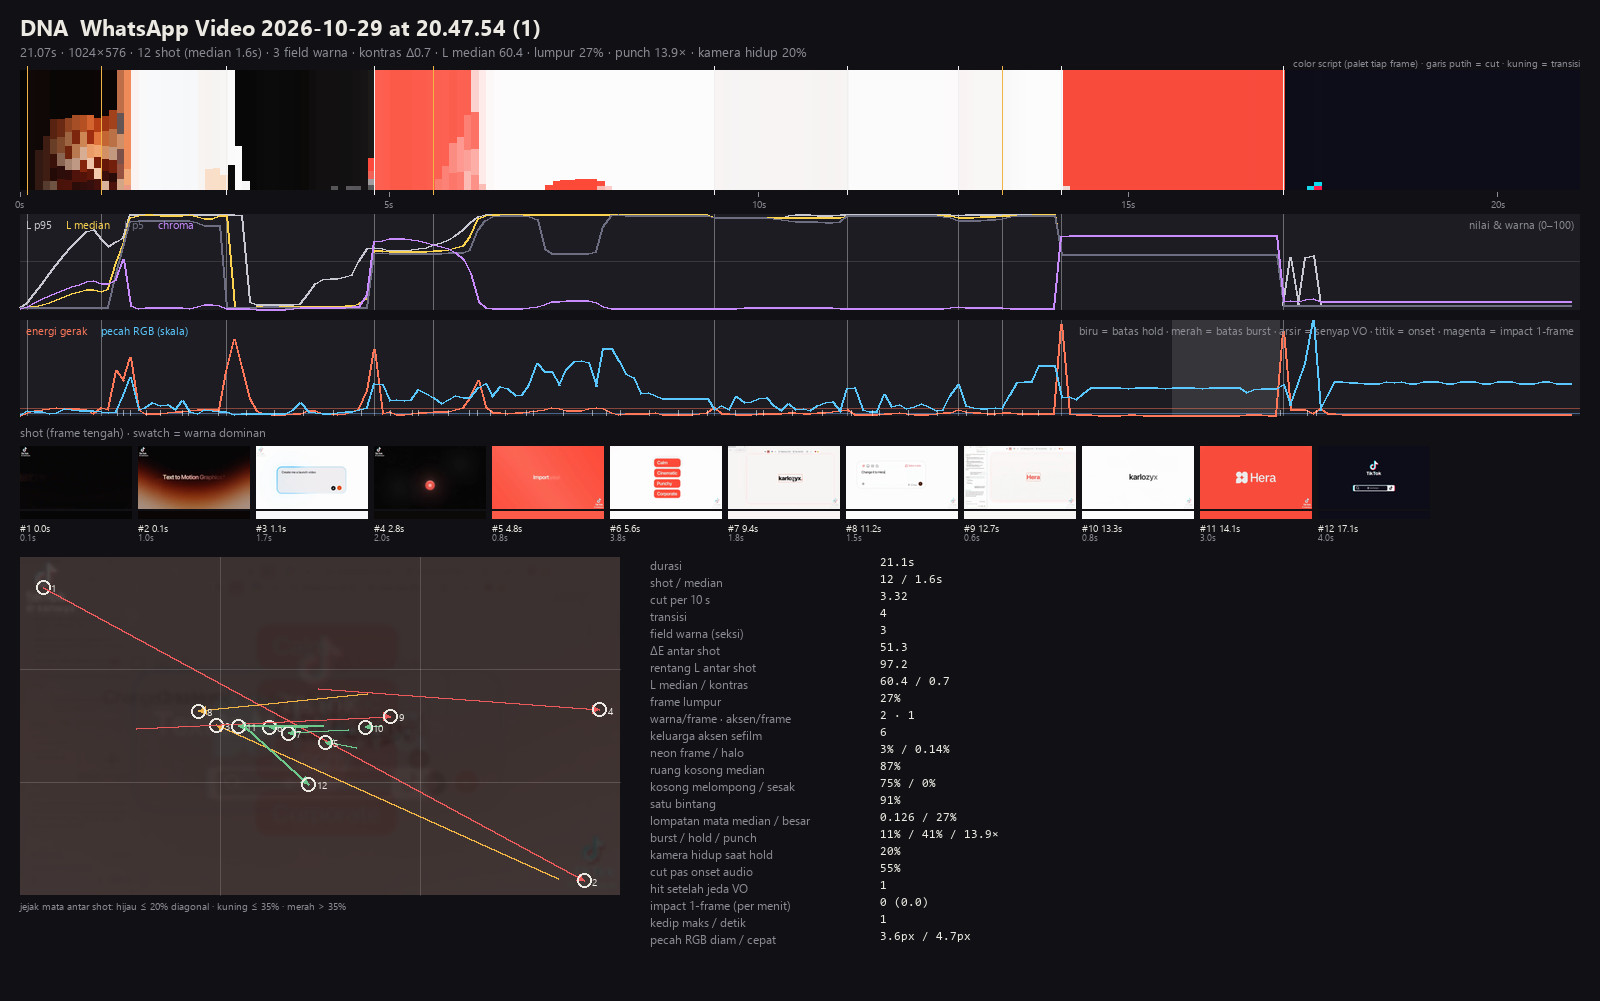 DNA  WhatsApp Video 2026-10-29 at 20.47.54 (1)
21.07s · 1024×576 · 12 shot (median 1.6s) · 3 field warna · kontras Δ0.7 · L median 60.4 · lumpur 27% · punch 13.9× · kamera hidup 20%
color script (palet tiap frame) · garis putih = cut · kuning = transisi
0s 5s 10s 15s 20s
L p95 L median p5 chroma nilai & warna (0–100)
energi gerak pecah RGB (skala) biru = batas hold · merah = batas burst · arsir = senyap VO · titik = onset · magenta = impact 1-frame
shot (frame tengah) · swatch = warna dominan
Text to Motion Graphics
Import
Calm
Cinematic
Punchy
Corporate
karlozyx.
Hera
karlozyx
Hera
TikTok
#1 0.0s #2 0.1s #3 1.1s #4 2.8s #5 4.8s #6 5.6s #7 9.4s #8 11.2s #9 12.7s #10 13.3s #11 14.1s #12 17.1s
0.1s 1.0s 1.7s 2.0s 0.8s 3.8s 1.8s 1.5s 0.6s 0.8s 3.0s 4.0s
1
4
8
9
10
7
5
12
2
jejak mata antar shot: hijau ≤ 20% diagonal · kuning ≤ 35% · merah > 35%
durasi 21.1s
shot / median 12 / 1.6s
cut per 10 s 3.32
transisi 4
field warna (seksi) 3
ΔE antar shot 51.3
rentang L antar shot 97.2
L median / kontras 60.4 / 0.7
frame lumpur 27%
warna/frame · aksen/frame 2 · 1
keluarga aksen sefilm 6
neon frame / halo 3% / 0.14%
ruang kosong median 87%
kosong melompong / sesak 75% / 0%
satu bintang 91%
lompatan mata median / besar 0.126 / 27%
burst / hold / punch 11% / 41% / 13.9×
kamera hidup saat hold 20%
cut pas onset audio 55%
hit setelah jeda VO 1
impact 1-frame (per menit) 0 (0.0)
kedip maks / detik 1
pecah RGB diam / cepat 3.6px / 4.7px